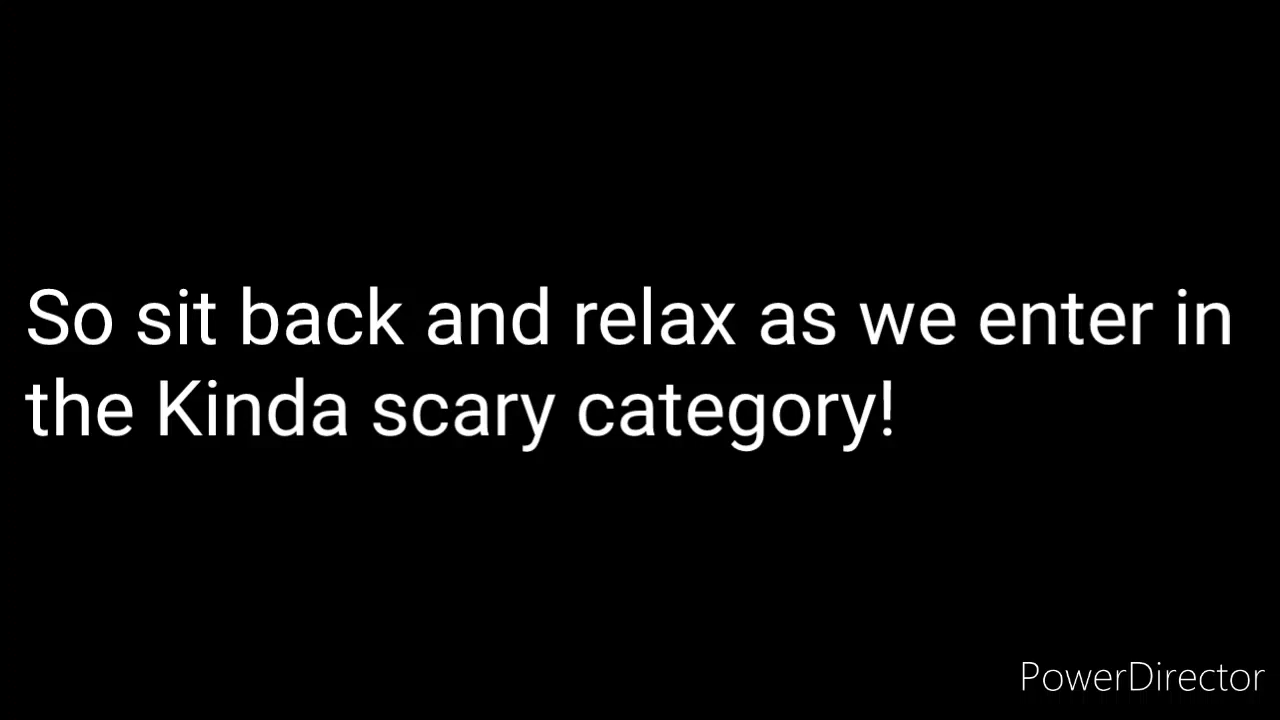 So sit back and relax as we enter in
the Kinda scary category!
PowerDirector